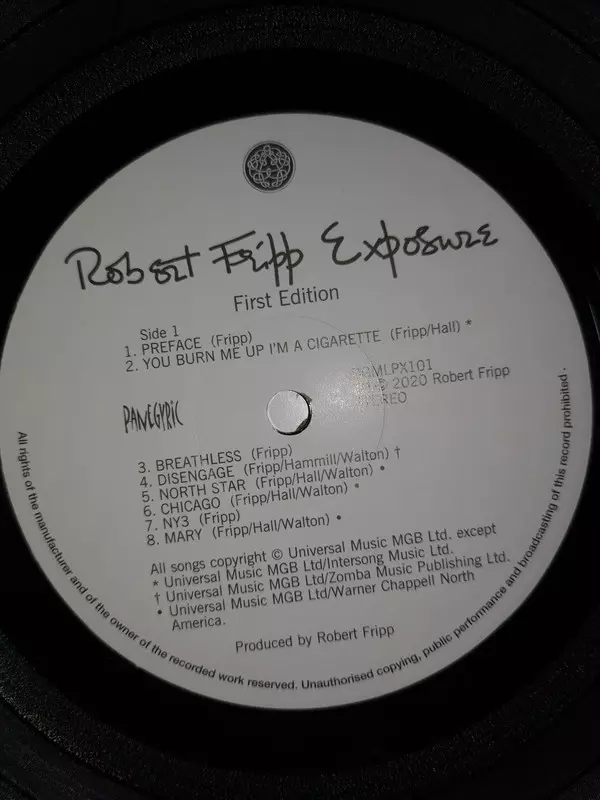 Robert Fripp Exposure
First Edition
Side 1
1. PREFACE (Fripp)
2. YOU BURN ME UP I'M A CIGARETTE (Fripp/Hall) *
2020 Robert Fripp
PANEGYRIC
3. BREATHLESS (Fripp)
4. DISENGAGE (Fripp/Hammill/Walton) †
5. NORTH STAR (Fripp/Hall/Walton) •
6. CHICAGO (Fripp/Hall/Walton) •
7. NY3 (Fripp)
8. MARY (Fripp/Hall/Walton) •
All songs copyright © Universal Music MGB Ltd. except
* Universal Music MGB Ltd/Intersong Music Ltd.
† Universal Music MGB Ltd/Zomba Music Publishing Ltd.
• Universal Music MGB Ltd/Warner Chappell North
America.
Produced by Robert Fripp
All rights of the manufacturer and of the owner of the recorded work reserved. Unauthorised copying, public performance and broadcasting of this record prohibited.